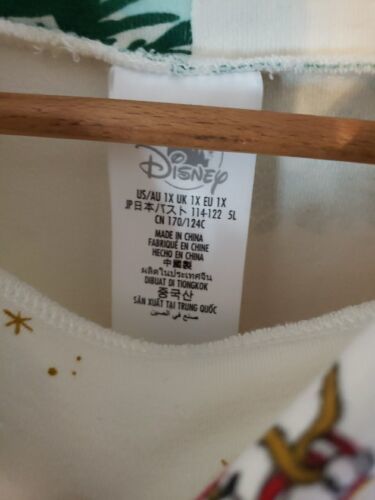 Disney
US/AU 1X UK 1X EU 1X
JP日本バスト 114-122 5L
CN 170/124C
MADE IN CHINA
FABRIQUÉ EN CHINE
HECHO EN CHINA
中國製
ผลิตในประเทศจีน
DIBUAT DI TIONGKOK
중국산
SẢN XUẤT TẠI TRUNG QUỐC
صنع في الصين